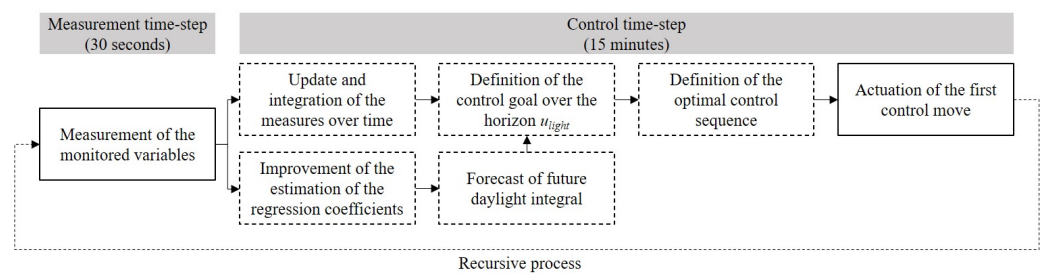 Measurement time-step
(30 seconds)
Control time-step
(15 minutes)
Measurement of the
monitored variables
Update and
integration of the
measures over time
Definition of the
control goal over the
horizon u_light
Definition of the
optimal control
sequence
Actuation of the first
control move
Improvement of the
estimation of the
regression coefficients
Forecast of future
daylight integral
Recursive process